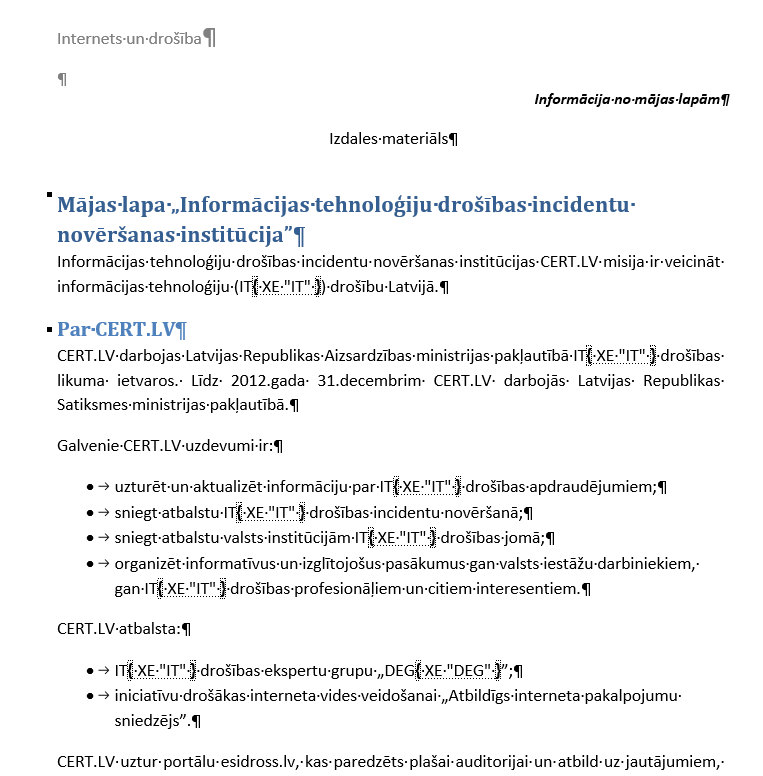 Internets·un·drošība¶
¶
Informācija·no·mājas·lapām¶
Izdales·materiāls¶
Mājas·lapa·„Informācijas·tehnoloģiju·drošības·incidentu·
novēršanas·institūcija”¶
Informācijas·tehnoloģiju·drošības·incidentu·novēršanas·institūcijas·CERT.LV·misija·ir·veicināt·
informācijas·tehnoloģiju·(IT{·XE·"IT"·})·drošību·Latvijā.¶
Par·CERT.LV¶
CERT.LV·darbojas·Latvijas·Republikas·Aizsardzības·ministrijas·pakļautībā·IT{·XE·"IT"·}·drošības·
likuma·ietvaros.·Līdz·2012.gada·31.decembrim·CERT.LV·darbojās·Latvijas·Republikas·
Satiksmes·ministrijas·pakļautībā.¶
Galvenie·CERT.LV·uzdevumi·ir:¶
•→uzturēt·un·aktualizēt·informāciju·par·IT{·XE·"IT"·}·drošības·apdraudējumiem;¶
•→sniegt·atbalstu·IT{·XE·"IT"·}·drošības·incidentu·novēršanā;¶
•→sniegt·atbalstu·valsts·institūcijām·IT{·XE·"IT"·}·drošības·jomā;¶
•→organizēt·informatīvus·un·izglītojošus·pasākumus·gan·valsts·iestāžu·darbiniekiem,·
gan·IT{·XE·"IT"·}·drošības·profesionāļiem·un·citiem·interesentiem.¶
CERT.LV·atbalsta:¶
•→IT{·XE·"IT"·}·drošības·ekspertu·grupu·„DEG{·XE·"DEG"·}”;¶
•→iniciatīvu·drošākas·interneta·vides·veidošanai·„Atbildīgs·interneta·pakalpojumu·
sniedzējs”.¶
CERT.LV·uztur·portālu·esidross.lv,·kas·paredzēts·plašai·auditorijai·un·atbild·uz·jautājumiem,·